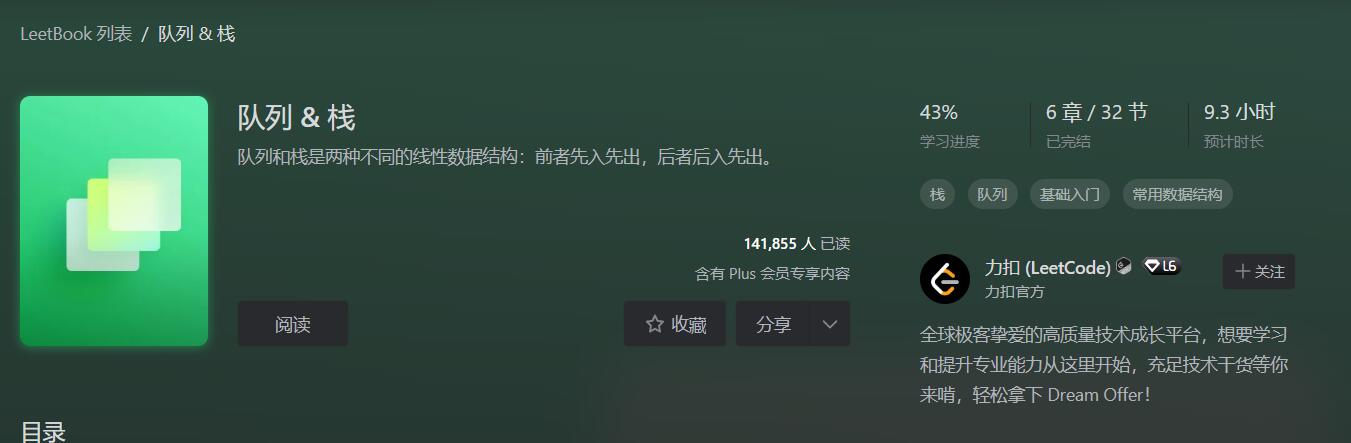 LeetBook 列表 / 队列 & 栈
队列 & 栈
队列和栈是两种不同的线性数据结构：前者先入先出，后者后入先出。
141,855 人 已读
含有 Plus 会员专享内容
阅读
收藏
分享
43%
学习进度
6 章 / 32 节
已完结
9.3 小时
预计时长
栈 队列 基础入门 常用数据结构
力扣 (LeetCode) L6
力扣官方
关注
全球极客挚爱的高质量技术成长平台，想要学习
和提升专业能力从这里开始，充足技术干货等你
来啃，轻松拿下 Dream Offer！
目录